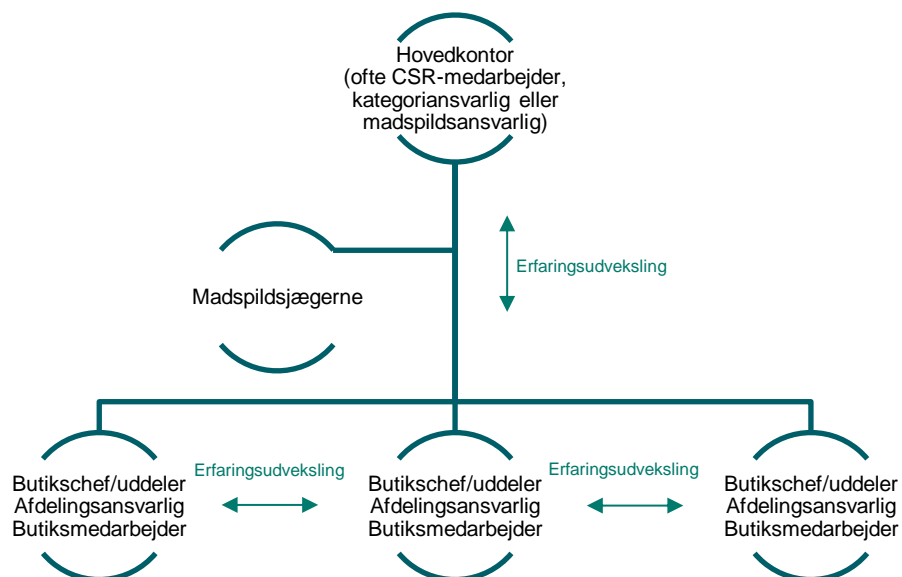 Hovedkontor
(ofte CSR-medarbejder,
kategoriansvarlig eller
madspildsansvarlig)
Erfaringsudveksling
Madspildsjægerne
Butikschef/uddeler
Afdelingsansvarlig
Butiksmedarbejder
Erfaringsudveksling
Butikschef/uddeler
Afdelingsansvarlig
Butiksmedarbejder
Erfaringsudveksling
Butikschef/uddeler
Afdelingsansvarlig
Butiksmedarbejder